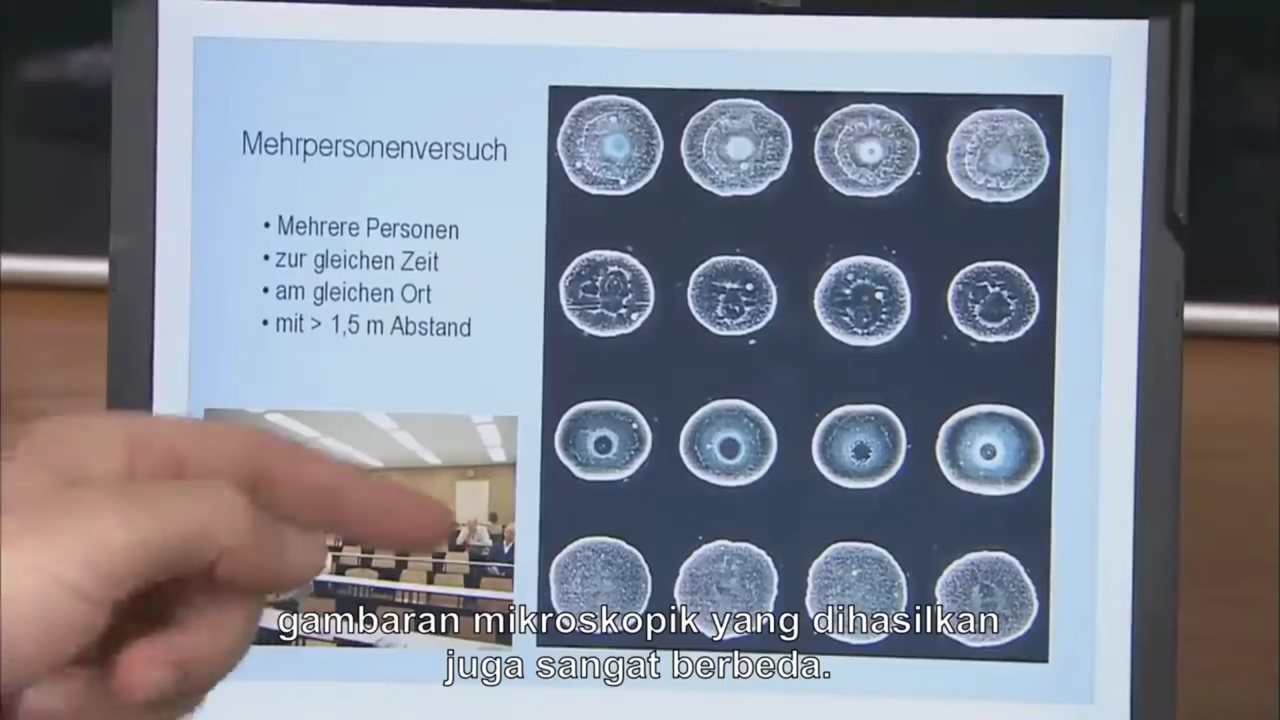 Mehrpersonenversuch
• Mehrere Personen
• zur gleichen Zeit
• am gleichen Ort
• mit > 1,5 m Abstand
gambaran mikroskopik yang dihasilkan
juga sangat berbeda.